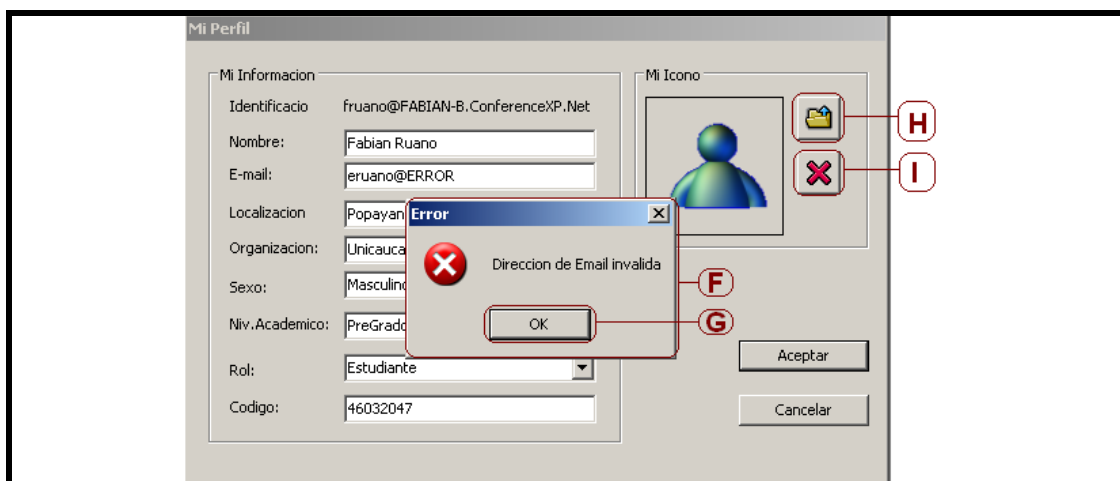 Mi Perfil
Mi Informacion
Identificacio fruano@FABIAN-B.ConferenceXP.Net
Nombre: Fabian Ruano
E-mail: eruano@ERROR
Localizacion Popayan
Organizacion: Unicauca
Sexo: Masculino
Niv.Academico: PreGrado
Rol: Estudiante
Codigo: 46032047
Mi Icono
H
I
Error
Direccion de Email invalida
F
OK
G
Aceptar
Cancelar